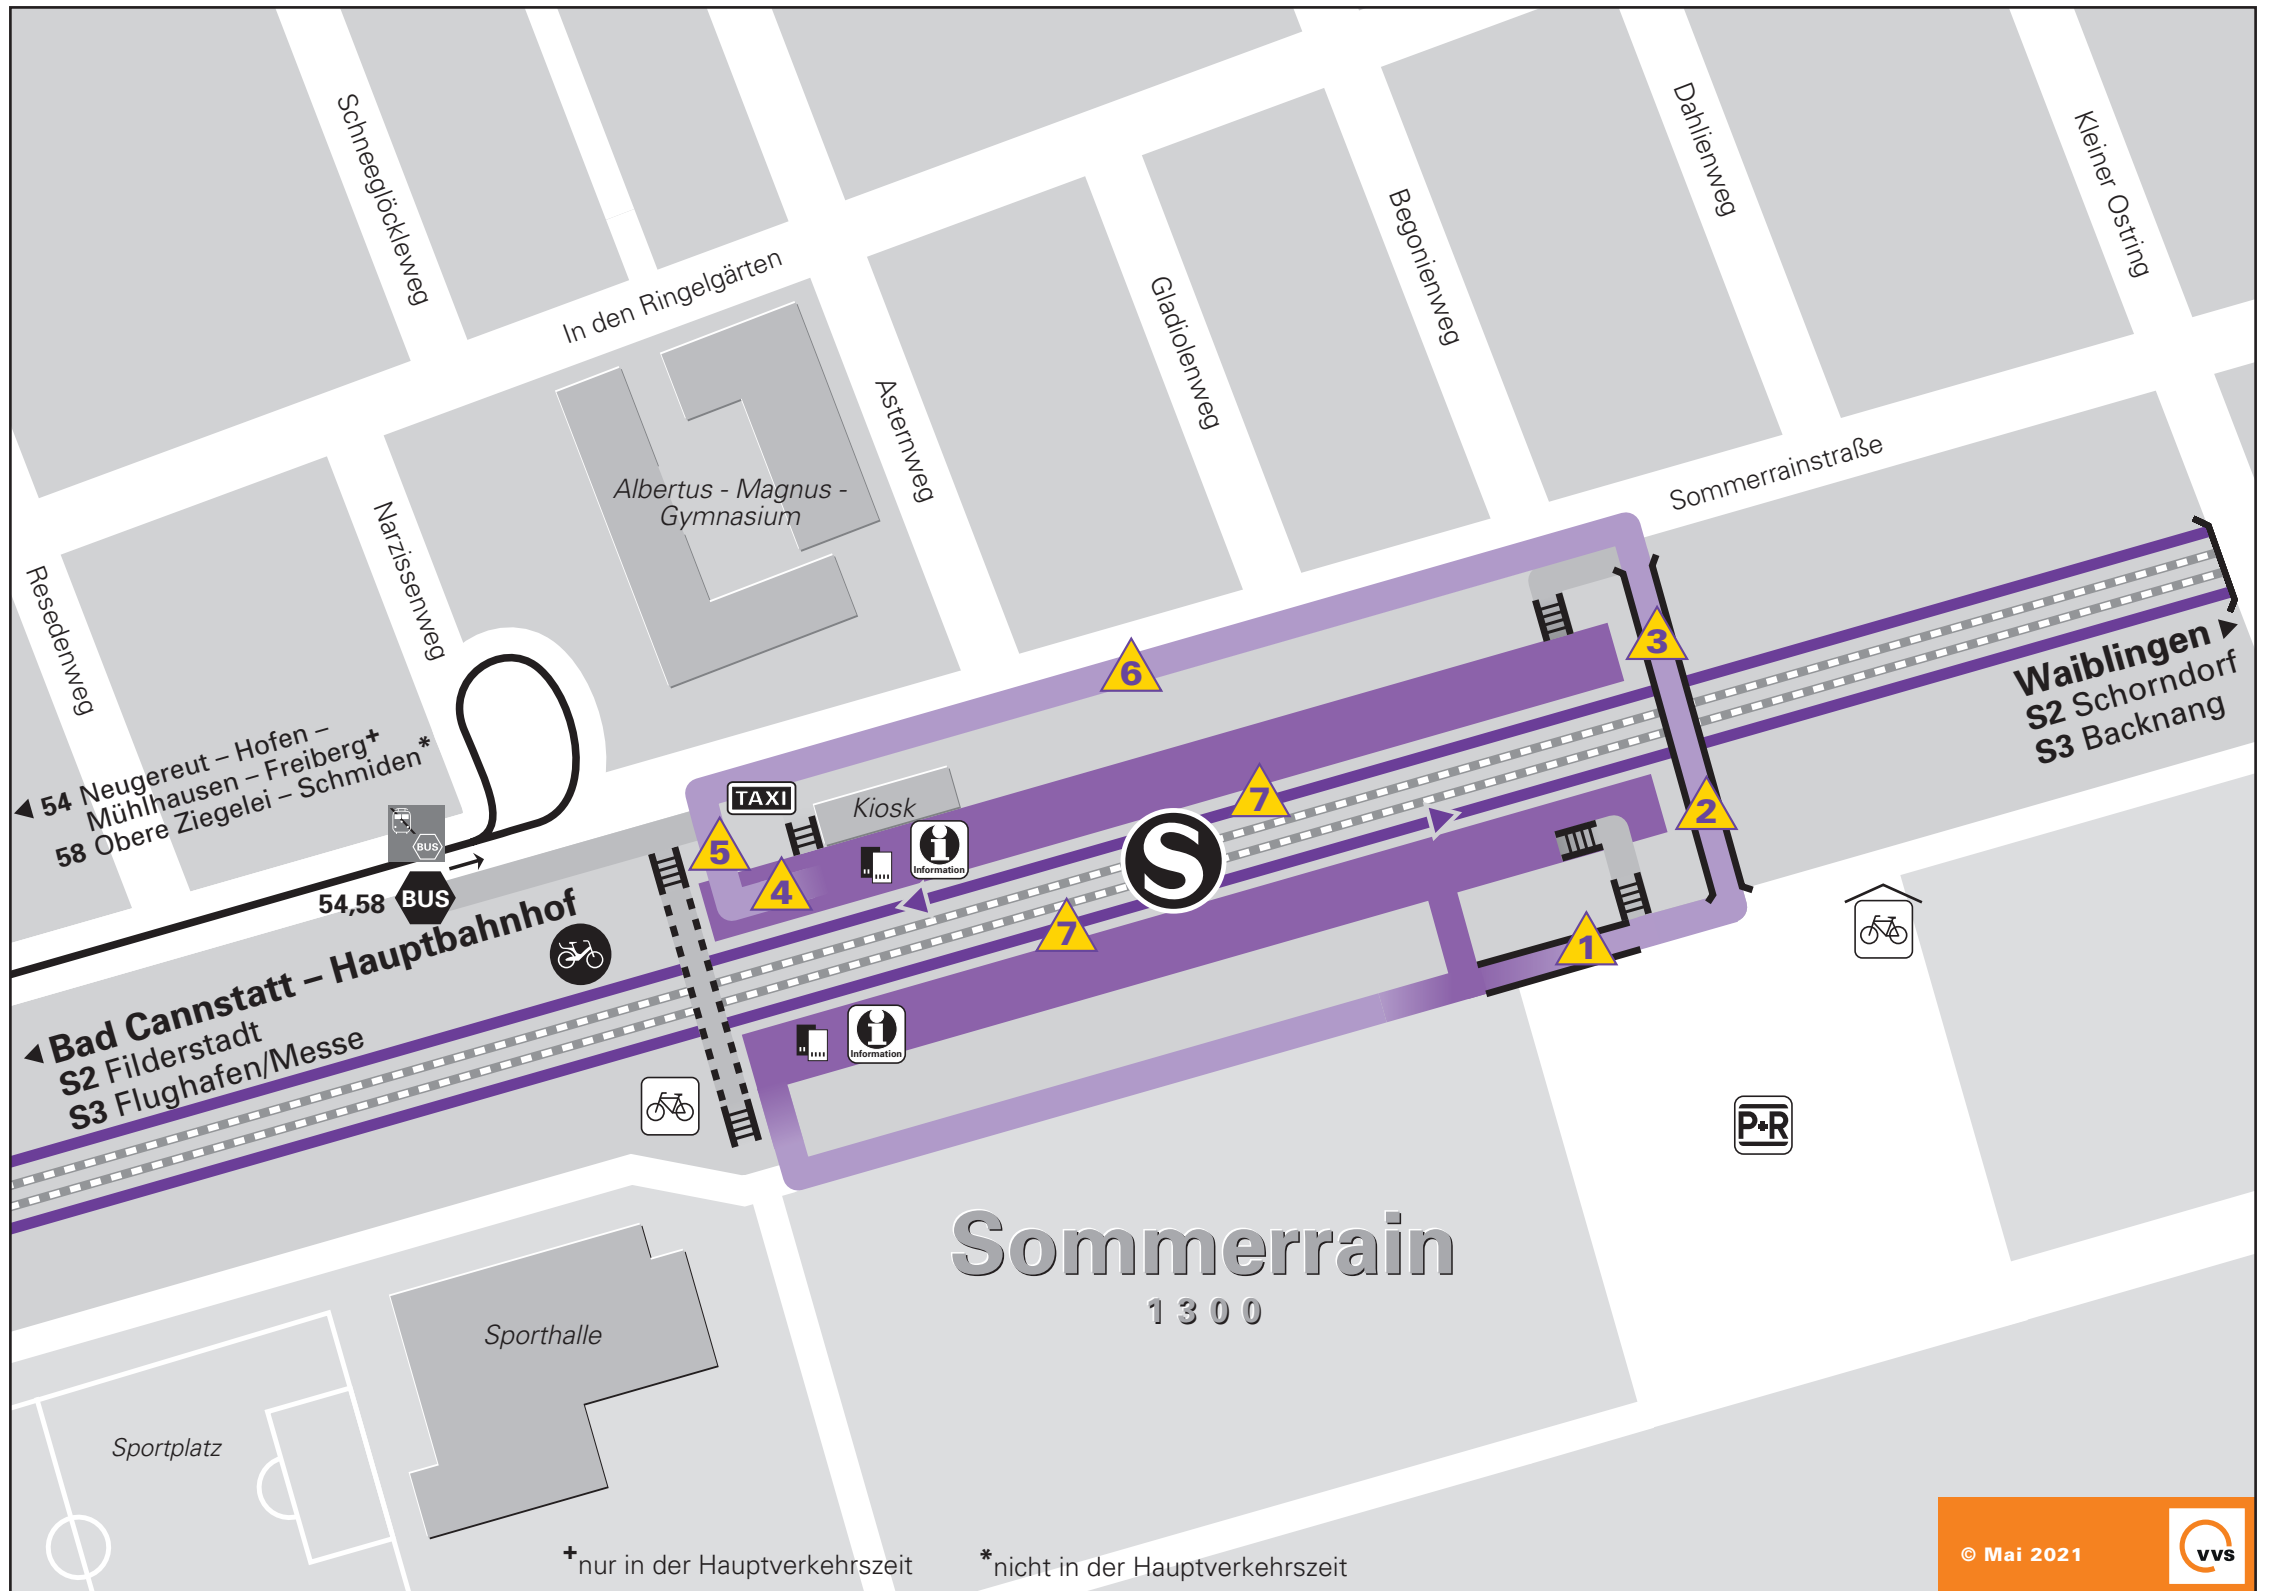 Schneeglöckleweg
In den Ringelgärten
Dahlienweg
Kleiner Ostring
Begonienweg
Gladiolenweg
Asternweg
Albertus - Magnus -
Gymnasium
Sommerrainstraße
Narzissenweg
Resedenweg
54 Neugereut – Hofen –
Mühlhausen – Freiberg+
58 Obere Ziegelei – Schmiden*
BUS
54,58 BUS
TAXI
Kiosk
Information
Information
S
1
2
3
4
5
6
7
7
Waiblingen
S2 Schorndorf
S3 Backnang
Bad Cannstatt – Hauptbahnhof
S2 Filderstadt
S3 Flughafen/Messe
P+R
Sommerrain
1300
Sporthalle
Sportplatz
+nur in der Hauptverkehrszeit
*nicht in der Hauptverkehrszeit
© Mai 2021
vvs